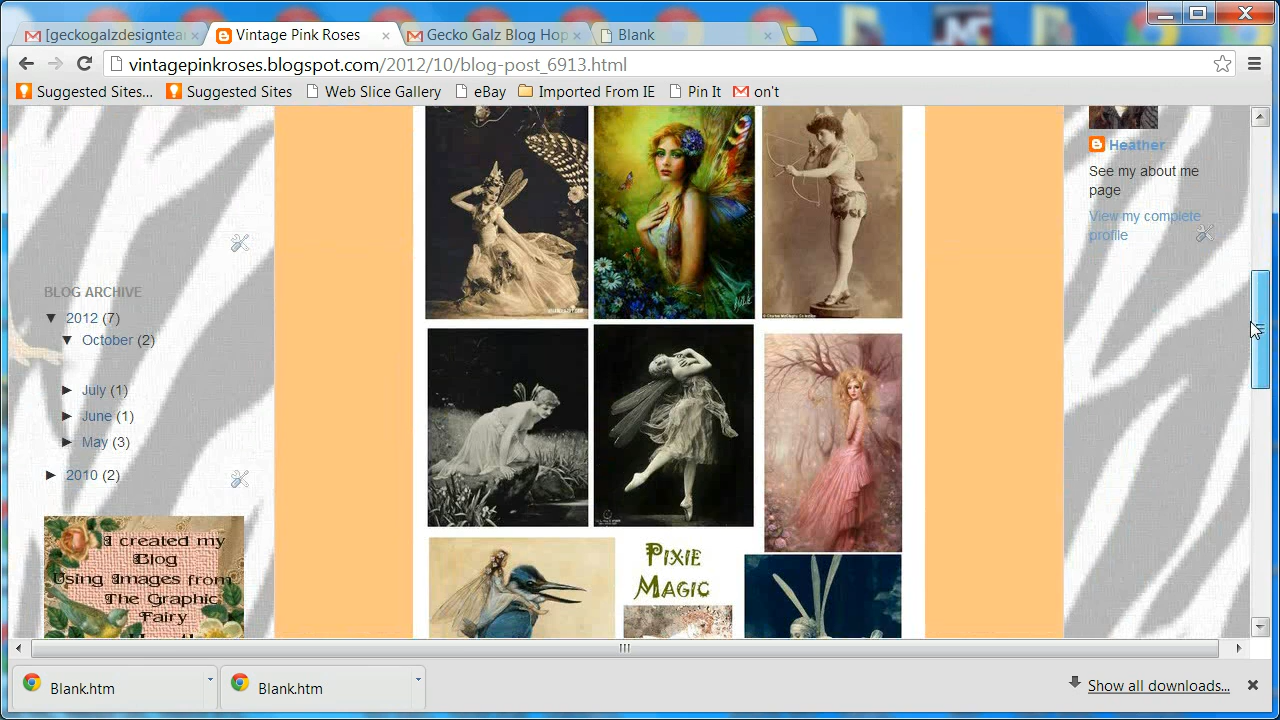 [geckogalzdesigntea
Vintage Pink Roses
Gecko Galz Blog Hop
Blank
vintagepinkroses.blogspot.com/2012/10/blog-post_6913.html
Suggested Sites...
Suggested Sites
Web Slice Gallery
eBay
Imported From IE
Pin It
on't
Heather
See my about me
page
View my complete
profile
BLOG ARCHIVE
▼ 2012 (7)
▼ October (2)
► July (1)
► June (1)
► May (3)
► 2010 (2)
I created my
Blog
Using Images from
The Graphic
Fairy
PIXIE
MAGIC
Blank.htm
Blank.htm
Show all downloads...